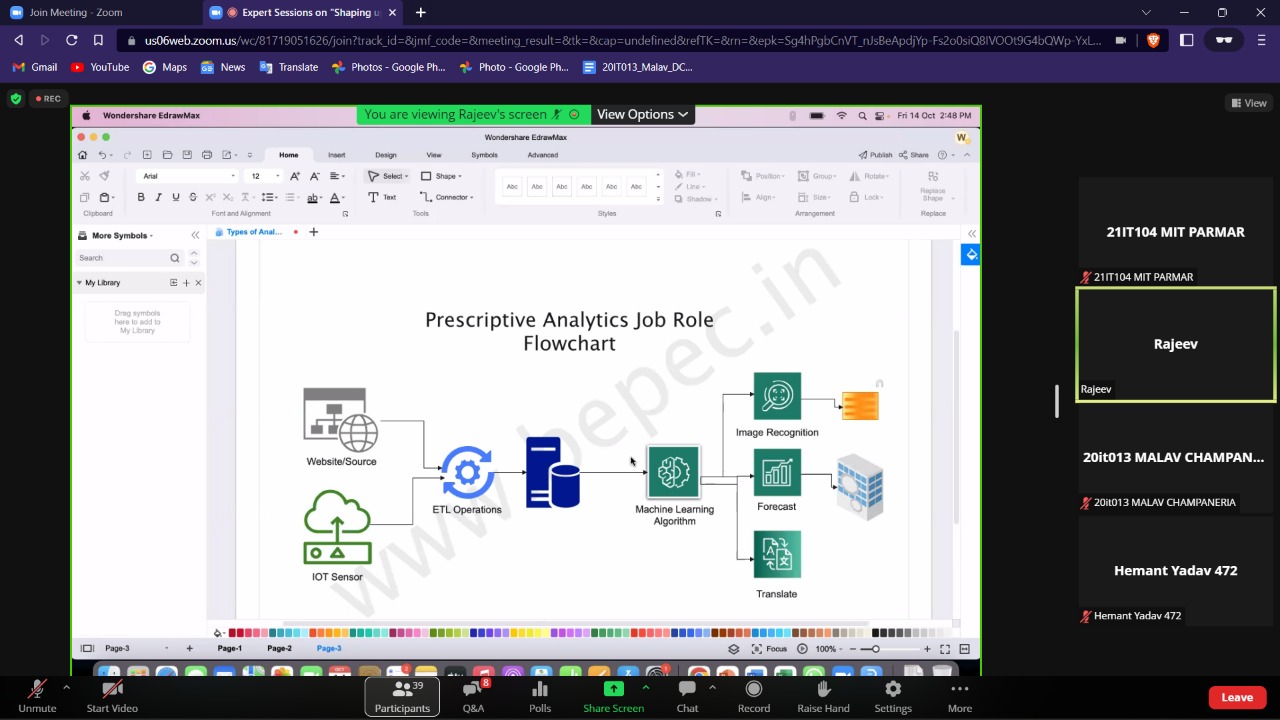 Join Meeting - Zoom
Expert Sessions on "Shaping u
us06web.zoom.us/wc/81719051626/join?track_id=&jmf_code=&meeting_result=&tk=&cap=undefined&refTK=&rn=&epk=Sg4hPgbCnVT_nJsBeApdjYp-Fs2o0siQ8IVOOt9G4bQWp-YxL...
Gmail
YouTube
Maps
News
Translate
Photos - Google Ph...
Photo - Google Ph...
20IT013_Malav_DC...
REC
View
Wondershare EdrawMax
You are viewing Rajeev's screen
View Options
Fri 14 Oct 2:48 PM
Wondershare EdrawMax
W
Home
Insert
Design
View
Symbols
Advanced
Publish
Share
Arial
12
Select
Shape
Text
Connector
Abc Abc Abc Abc Abc Abc
Fill
Line
Shadow
Position
Group
Rotate
Align
Size
Lock
Replace
Shape
Clipboard
Font and Alignment
Tools
Styles
Arrangement
Replace
More Symbols
Types of Anal...
Search
My Library
Drag symbols
here to add to
My Library
Prescriptive Analytics Job Role
Flowchart
www.bepec.in
Website/Source
IOT Sensor
ETL Operations
Machine Learning
Algorithm
Image Recognition
Forecast
Translate
Page-3
Page-1
Page-2
Page-3
Focus
100%
21IT104 MIT PARMAR
21IT104 MIT PARMAR
Rajeev
Rajeev
20it013 MALAV CHAMPAN...
20it013 MALAV CHAMPANERIA
Hemant Yadav 472
Hemant Yadav 472
Unmute
Start Video
39
Participants
8
Q&A
Polls
Share Screen
Chat
Record
Raise Hand
Settings
More
Leave